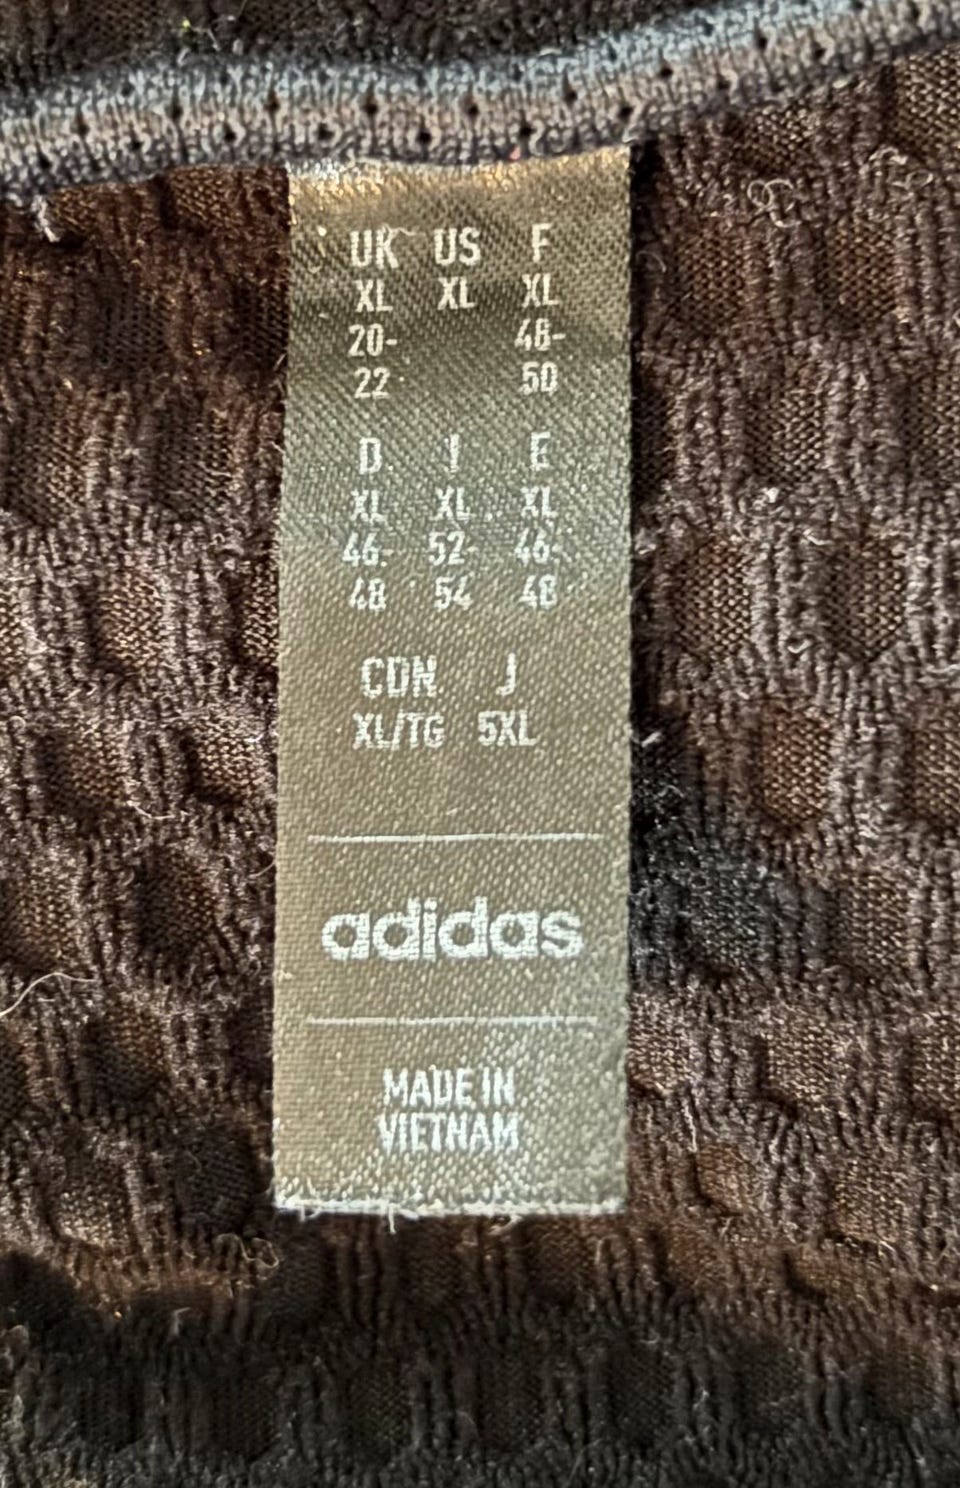 UK US F
XL XL XL
20- 48-
22 50
D I E
XL XL XL
46- 52- 46-
48 54 48
CDN J
XL/TG 5XL
adidas
MADE IN
VIETNAM